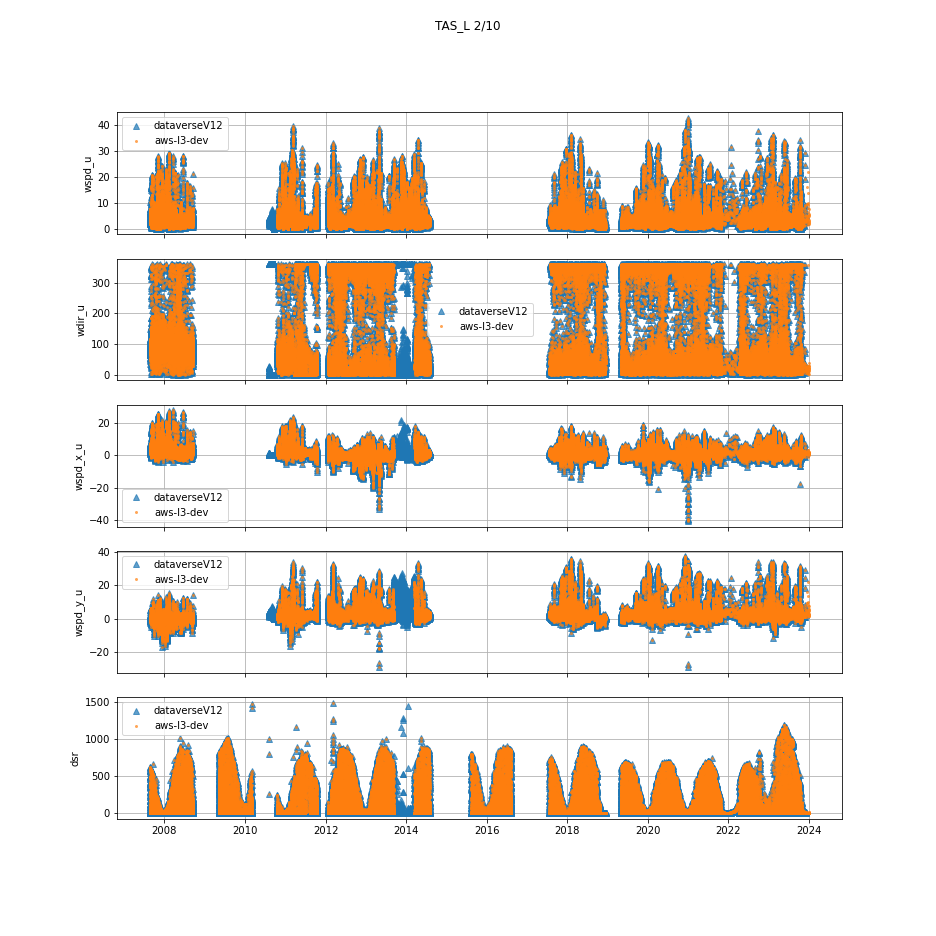 TAS_L 2/10
wspd_u
40
30
20
10
0
dataverseV12
aws-l3-dev
wdir_u
300
200
100
0
dataverseV12
aws-l3-dev
wspd_x_u
20
0
−20
−40
dataverseV12
aws-l3-dev
wspd_y_u
40
20
0
−20
dataverseV12
aws-l3-dev
dsr
1500
1000
500
0
dataverseV12
aws-l3-dev
2008 2010 2012 2014 2016 2018 2020 2022 2024